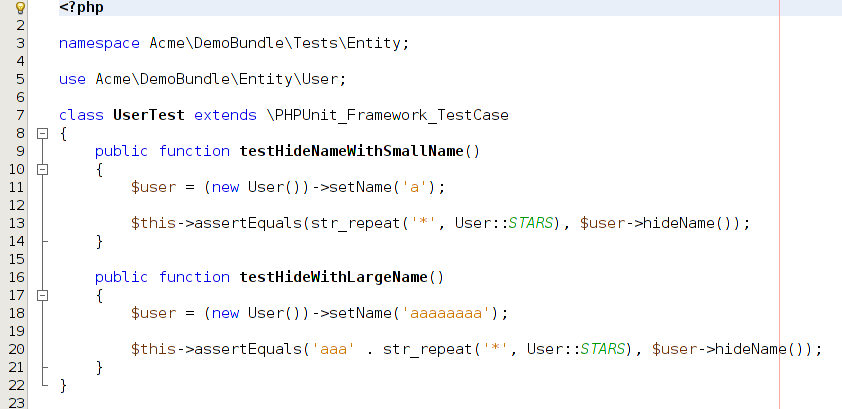 1 <?php
2
3 namespace Acme\DemoBundle\Tests\Entity;
4
5 use Acme\DemoBundle\Entity\User;
6
7 class UserTest extends \PHPUnit_Framework_TestCase
8 {
9     public function testHideNameWithSmallName()
10     {
11         $user = (new User())->setName('a');
12
13         $this->assertEquals(str_repeat('*', User::STARS), $user->hideName());
14     }
15
16     public function testHideWithLargeName()
17     {
18         $user = (new User())->setName('aaaaaaaa');
19
20         $this->assertEquals('aaa' . str_repeat('*', User::STARS), $user->hideName());
21     }
22 }
23